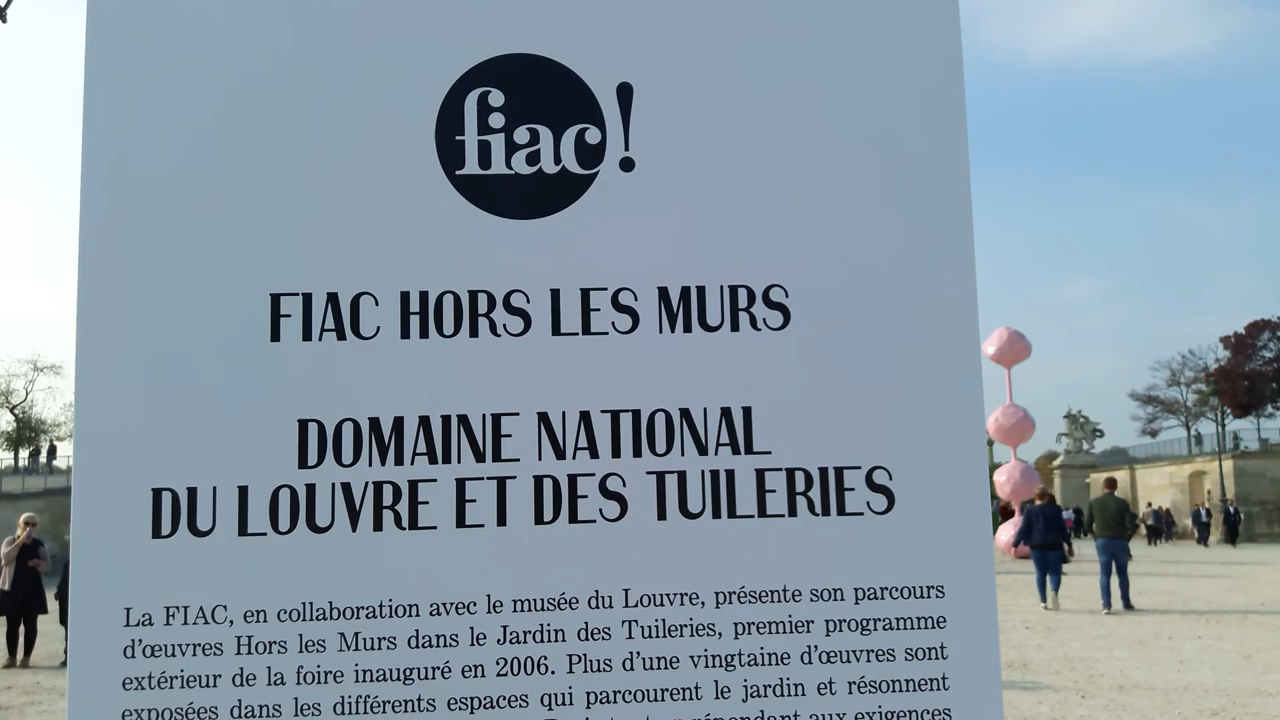 fiac!
FIAC HORS LES MURS
DOMAINE NATIONAL
DU LOUVRE ET DES TUILERIES
La FIAC, en collaboration avec le musée du Louvre, présente son parcours
d'œuvres Hors les Murs dans le Jardin des Tuileries, premier programme
extérieur de la foire inauguré en 2006. Plus d'une vingtaine d'œuvres sont
exposées dans les différents espaces qui parcourent le jardin et résonnent
répondant aux exigences